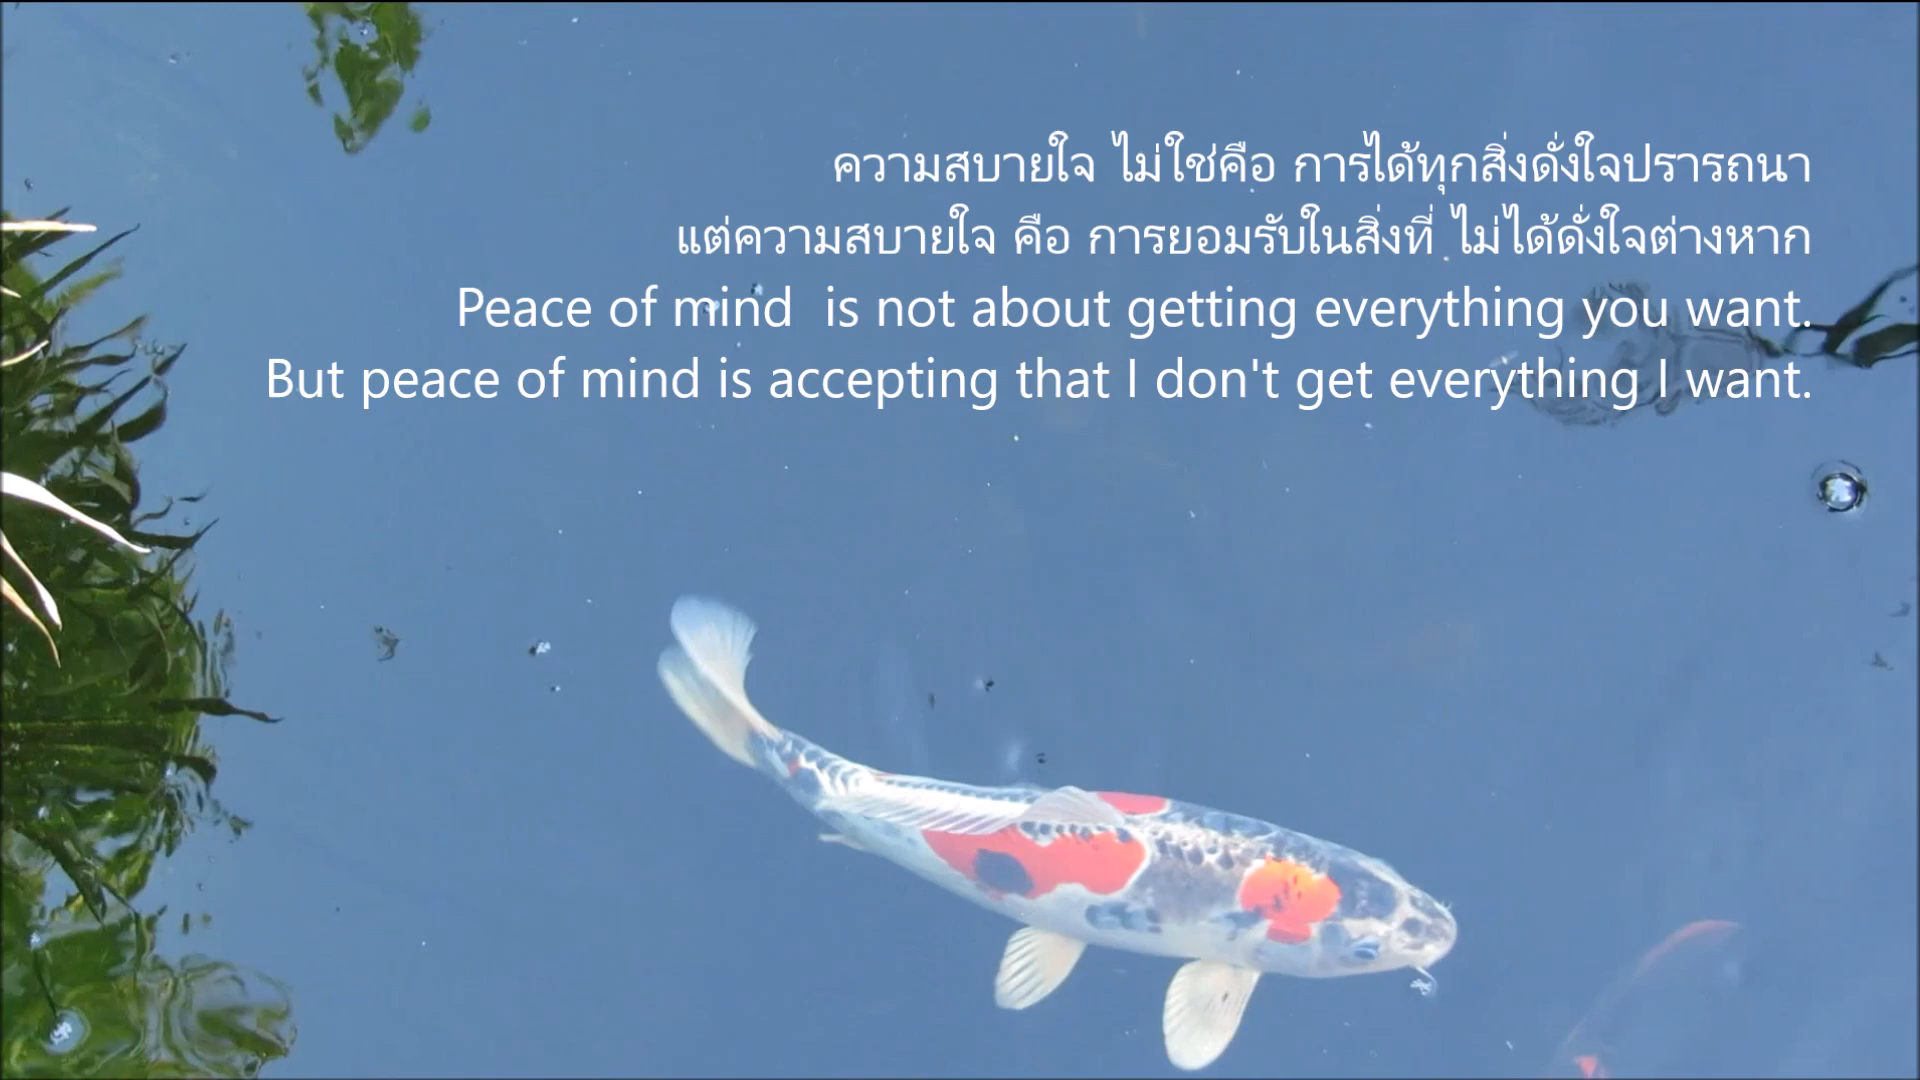 ความสบายใจ ไม่ใช่คือ การได้ทุกสิ่งดั่งใจปรารถนา
แต่ความสบายใจ คือ การยอมรับในสิ่งที่ ไม่ได้ดั่งใจต่างหาก
Peace of mind  is not about getting everything you want.
But peace of mind is accepting that I don't get everything I want.